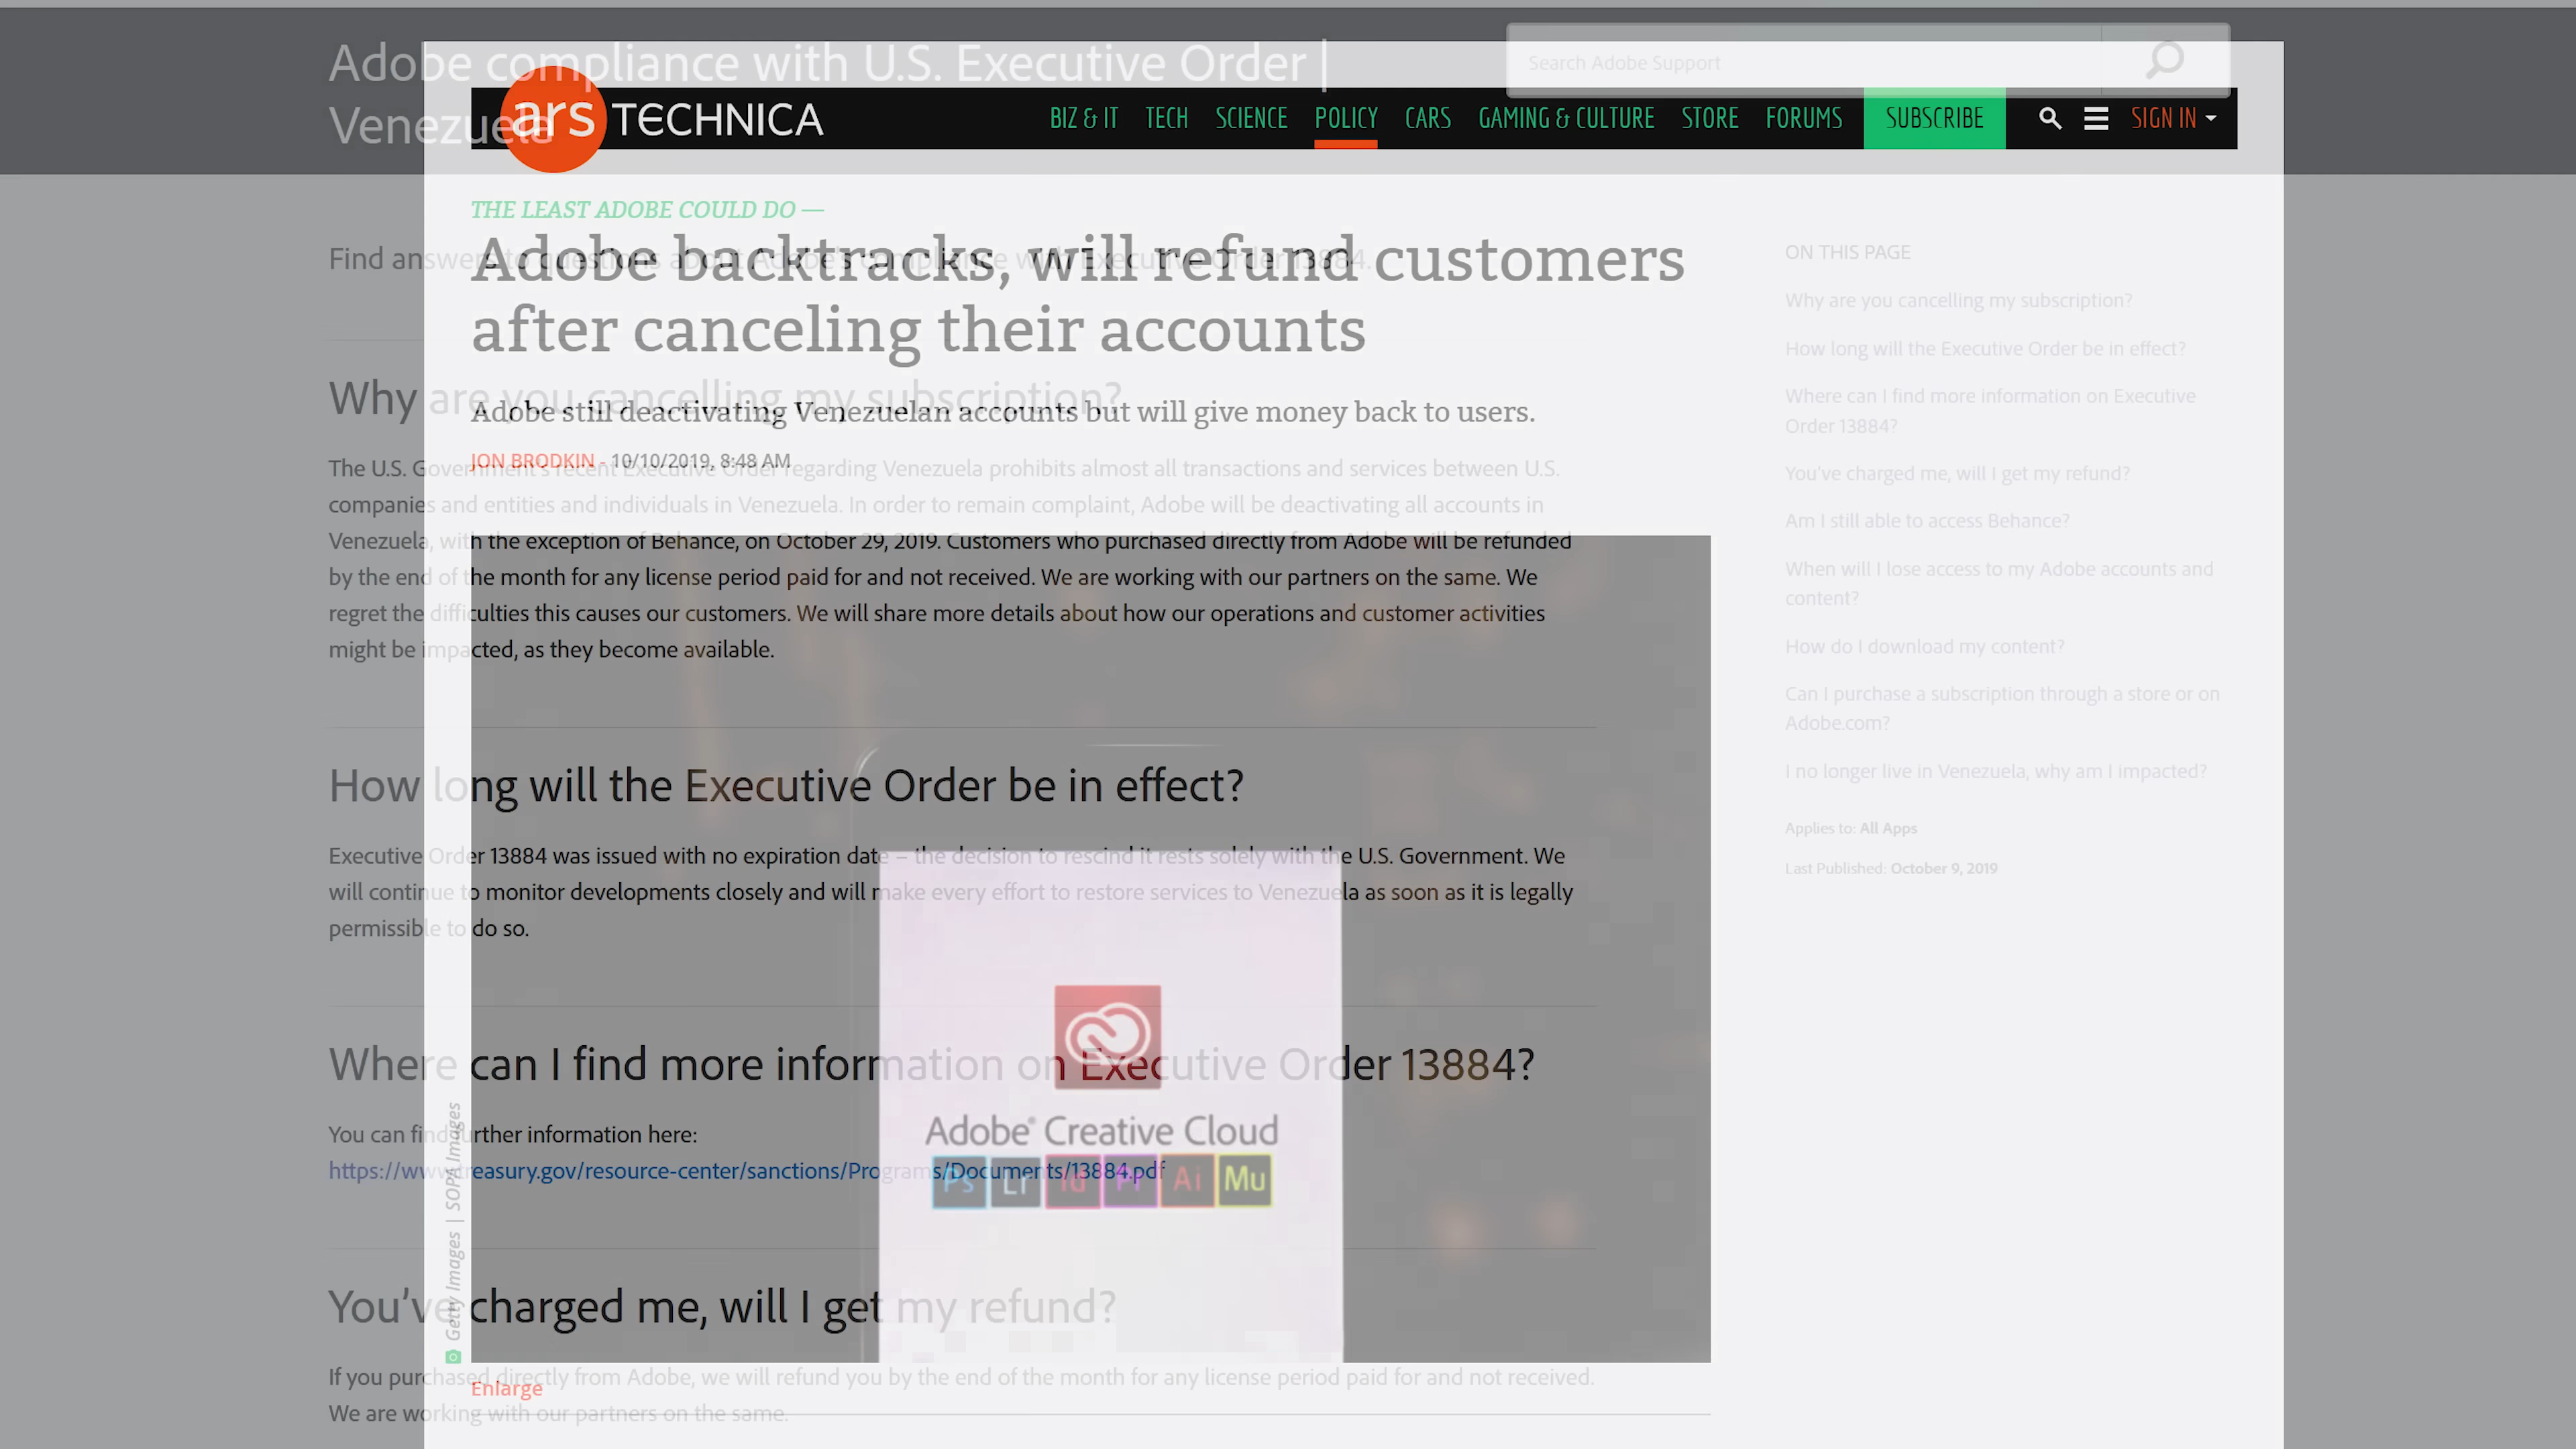 Adobe compliance with U.S. Executive Order |
Venezuela
Search Adobe Support
ars TECHNICA
BIZ & IT TECH SCIENCE POLICY CARS GAMING & CULTURE STORE FORUMS SUBSCRIBE SIGN IN
THE LEAST ADOBE COULD DO —
Adobe backtracks, will refund customers
after canceling their accounts
Adobe still deactivating Venezuelan accounts but will give money back to users.
JON BRODKIN - 10/10/2019, 8:48 AM
Getty Images | SOPA Images
Adobe Creative Cloud
Ps Lr Id Pr Ai Mu
Enlarge
Find answers to questions about Adobe's compliance with Executive Order 13884.
Why are you cancelling my subscription?
The U.S. Government's recent Executive Order regarding Venezuela prohibits almost all transactions and services between U.S.
companies and entities and individuals in Venezuela. In order to remain complaint, Adobe will be deactivating all accounts in
Venezuela, with the exception of Behance, on October 29, 2019. Customers who purchased directly from Adobe will be refunded
by the end of the month for any license period paid for and not received. We are working with our partners on the same. We
regret the difficulties this causes our customers. We will share more details about how our operations and customer activities
might be impacted, as they become available.
How long will the Executive Order be in effect?
Executive Order 13884 was issued with no expiration date – the decision to rescind it rests solely with the U.S. Government. We
will continue to monitor developments closely and will make every effort to restore services to Venezuela as soon as it is legally
permissible to do so.
Where can I find more information on Executive Order 13884?
You can find further information here:
https://www.treasury.gov/resource-center/sanctions/Programs/Documents/13884.pdf
You've charged me, will I get my refund?
If you purchased directly from Adobe, we will refund you by the end of the month for any license period paid for and not received.
We are working with our partners on the same.
ON THIS PAGE
Why are you cancelling my subscription?
How long will the Executive Order be in effect?
Where can I find more information on Executive
Order 13884?
You've charged me, will I get my refund?
Am I still able to access Behance?
When will I lose access to my Adobe accounts and
content?
How do I download my content?
Can I purchase a subscription through a store or on
Adobe.com?
I no longer live in Venezuela, why am I impacted?
Applies to: All Apps
Last Published: October 9, 2019